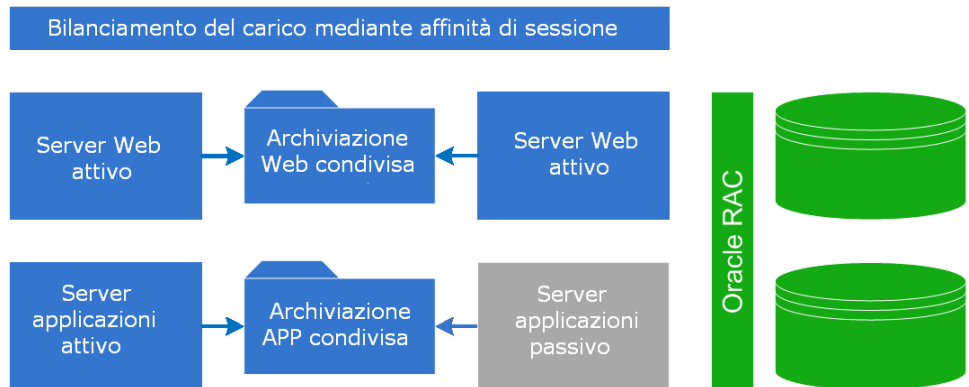 Bilanciamento del carico mediante affinità di sessione
Server Web
attivo
Archiviazione
Web condivisa
Server Web
attivo
Server
applicazioni
attivo
Archiviazione
APP condivisa
Server
applicazioni
passivo
Oracle RAC